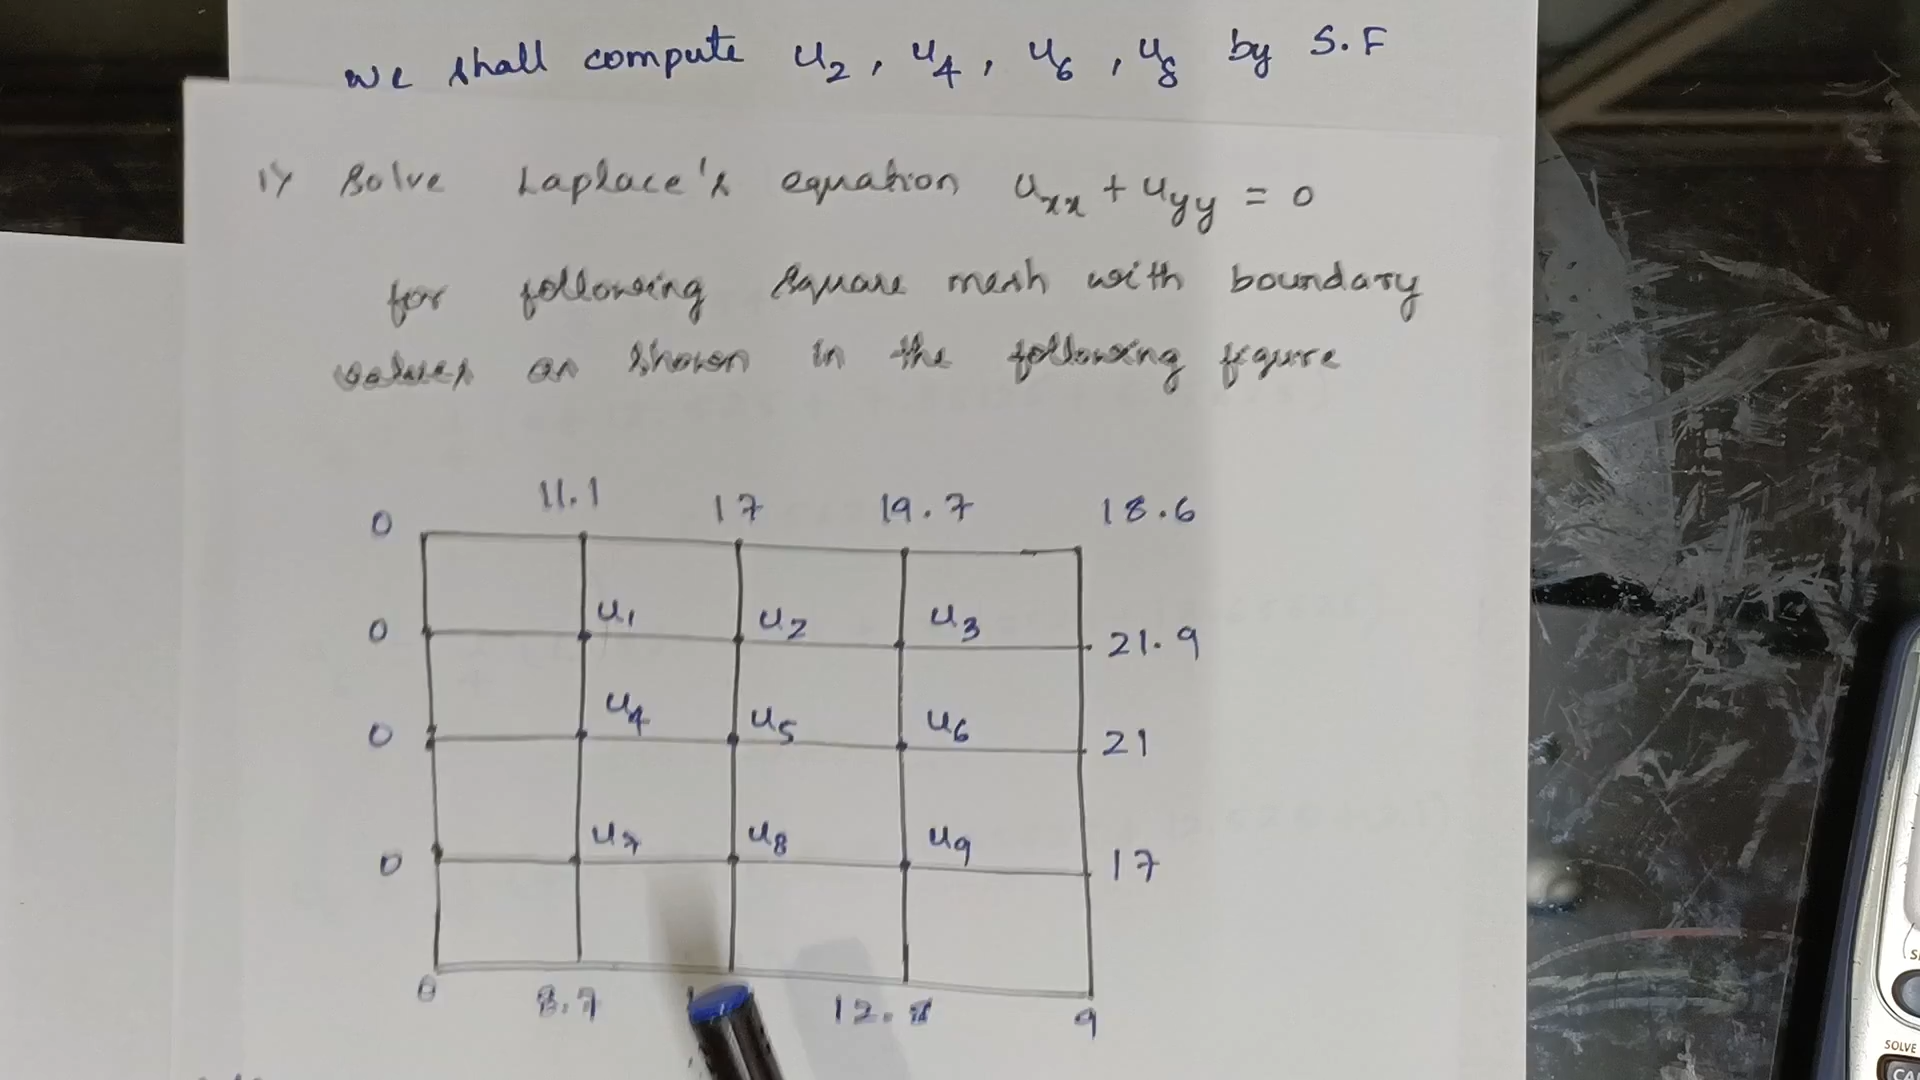 we shall compute u2, u4, u6, u8 by S.F
1) Solve Laplace's equation uxx + uyy = 0
for following square mesh with boundary
values as shown in the following figure
0 11.1 17 19.7 18.6
u1 u2 u3
0 21.9
u4 u5 u6
0 21
u7 u8 u9
0 17
0 8.7 9
SOLVE